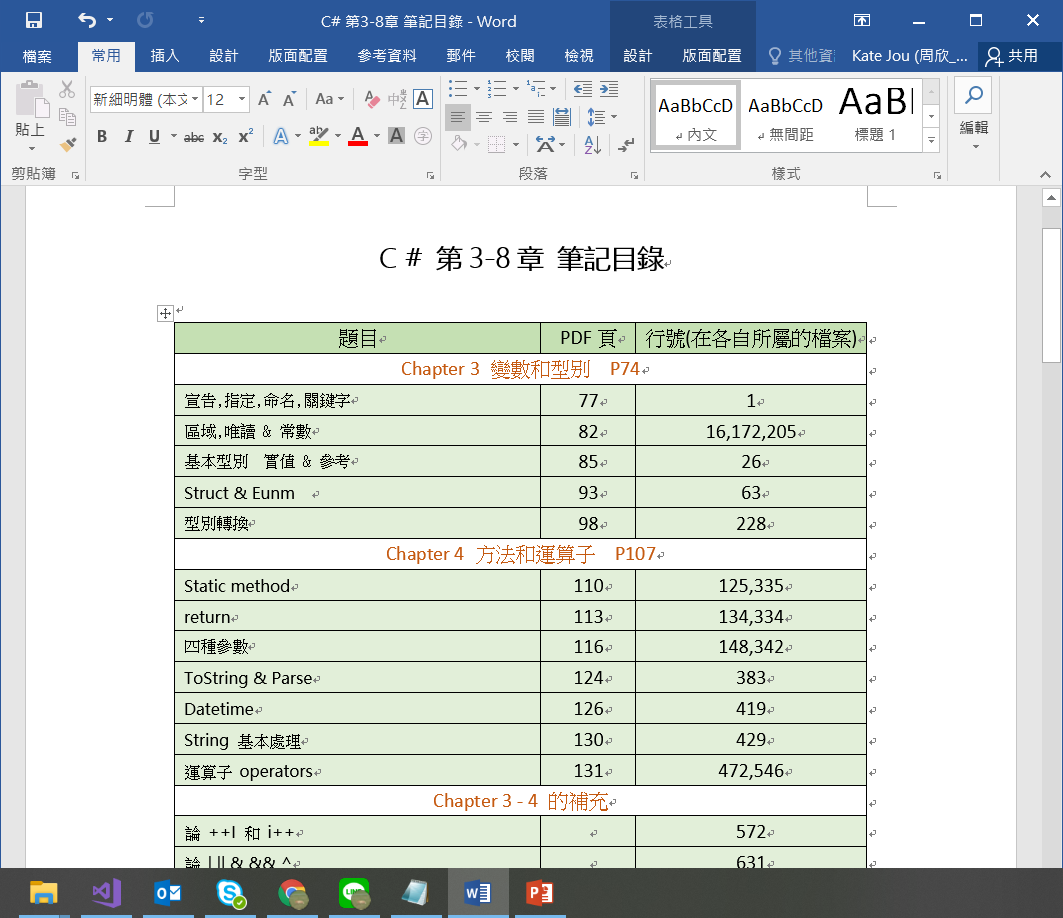 C# 第3-8章 筆記目錄 - Word
表格工具
檔案 常用 插入 設計 版面配置 參考資料 郵件 校閱 檢視 設計 版面配置 其他資 Kate Jou (周欣_... 共用
新細明體 (本文 12 A A Aa 中 A
貼上
B I U abc x₂ x² A ab A A 字
AaBbCcD AaBbCcD AaBl
內文 無間距 標題 1
編輯
剪貼簿 字型 段落 樣式
C # 第3-8章 筆記目錄
題目 PDF 頁 行號(在各自所屬的檔案)
Chapter 3 變數和型別 P74
宣告,指定,命名,關鍵字 77 1
區域,唯讀 & 常數 82 16,172,205
基本型別 實值 & 參考 85 26
Struct & Eunm 93 63
型別轉換 98 228
Chapter 4 方法和運算子 P107
Static method 110 125,335
return 113 134,334
四種參數 116 148,342
ToString & Parse 124 383
Datetime 126 419
String 基本處理 130 429
運算子 operators 131 472,546
Chapter 3 - 4 的補充
論 ++I 和 i++ 572
論 | || & && ^ 631